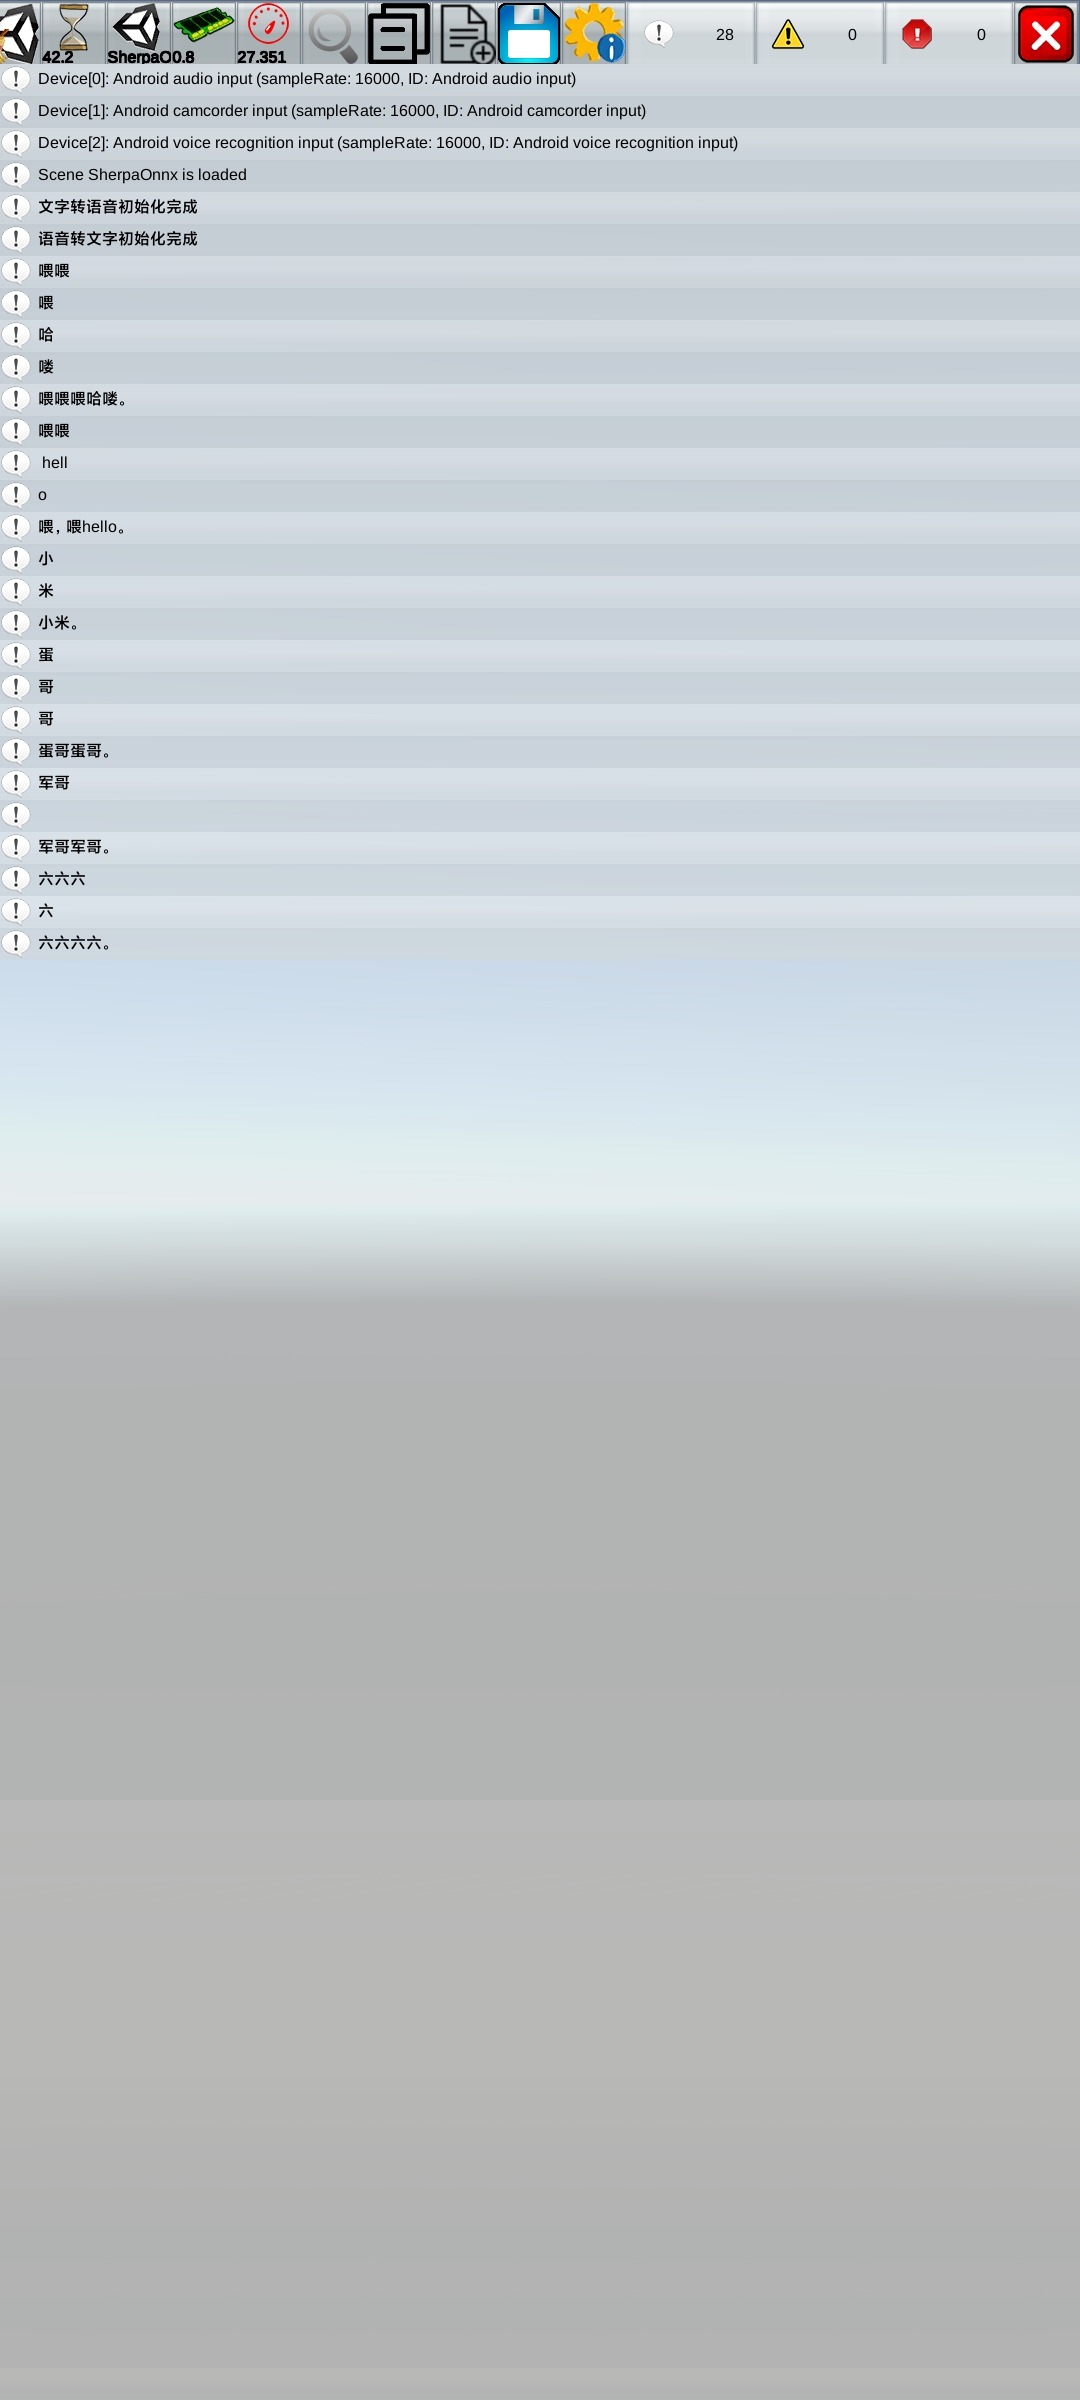 42.2
SherpaO0.8
27.351
28
0
0
Device[0]: Android audio input (sampleRate: 16000, ID: Android audio input)
Device[1]: Android camcorder input (sampleRate: 16000, ID: Android camcorder input)
Device[2]: Android voice recognition input (sampleRate: 16000, ID: Android voice recognition input)
Scene SherpaOnnx is loaded
文字转语音初始化完成
语音转文字初始化完成
喂喂
喂
哈
喽
喂喂喂哈喽。
喂喂
hell
o
喂，喂hello。
小
米
小米。
蛋
哥
哥
蛋哥蛋哥。
军哥
军哥军哥。
六六六
六
六六六六。